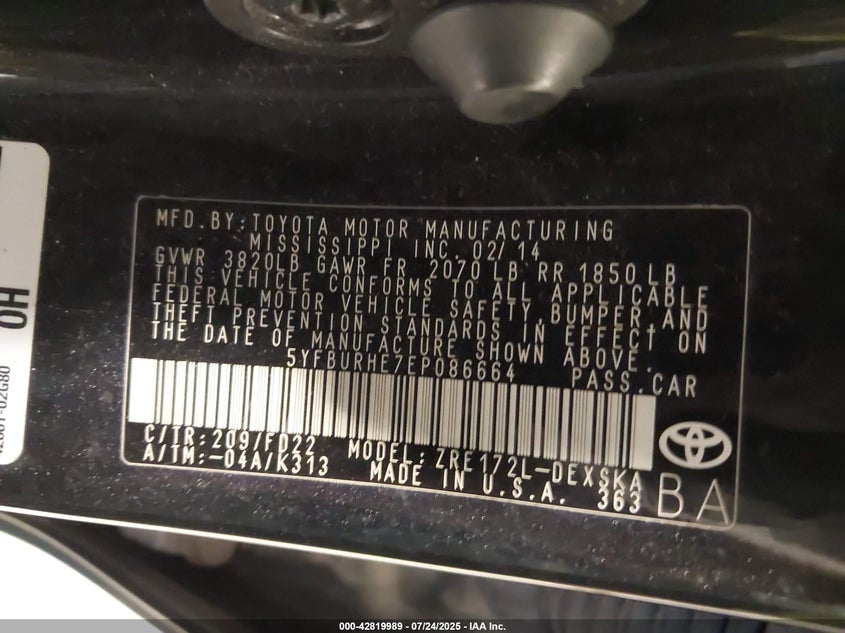 MFD.BY:TOYOTA MOTOR MANUFACTURING
MISSISSIPPI INC. 02/14
GVWR 3820LB GAWR FR 2070 LB RR 1850 LB
THIS VEHICLE CONFORMS TO ALL APPLICABLE
FEDERAL MOTOR VEHICLE SAFETY, BUMPER AND
THEFT PREVENTION STANDARDS IN EFFECT ON
THE DATE OF MANUFACTURE SHOWN ABOVE.
5YFBURHE7EP086664 PASS.CAR
C/TR:209/FD22 MODEL:ZRE172L-DEXSKA
A/TM:-04A/K313 MADE IN U.S.A. 363
BA
HO
000-42819989 - 07/24/2025 - IAA Inc.